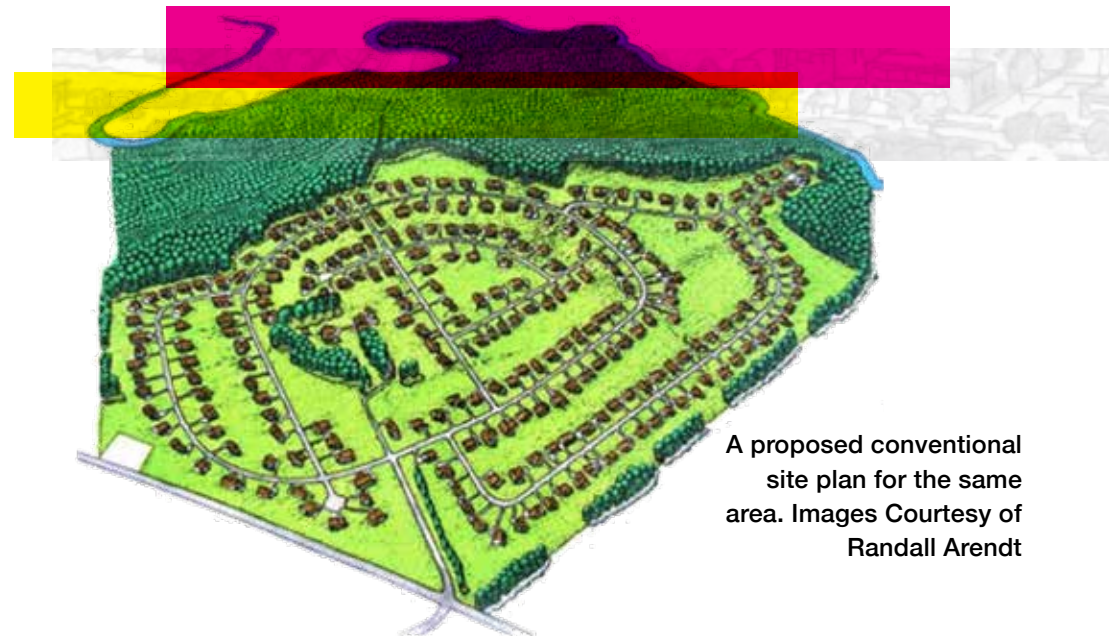 A proposed conventional
site plan for the same
area. Images Courtesy of
Randall Arendt